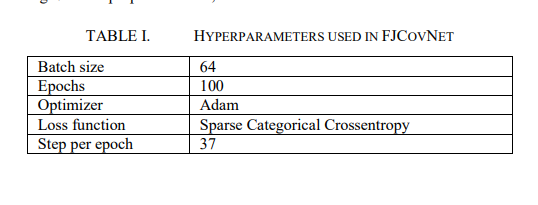 TABLE I. HYPERPARAMETERS USED IN FJCOVNET
Batch size 64
Epochs 100
Optimizer Adam
Loss function Sparse Categorical Crossentropy
Step per epoch 37